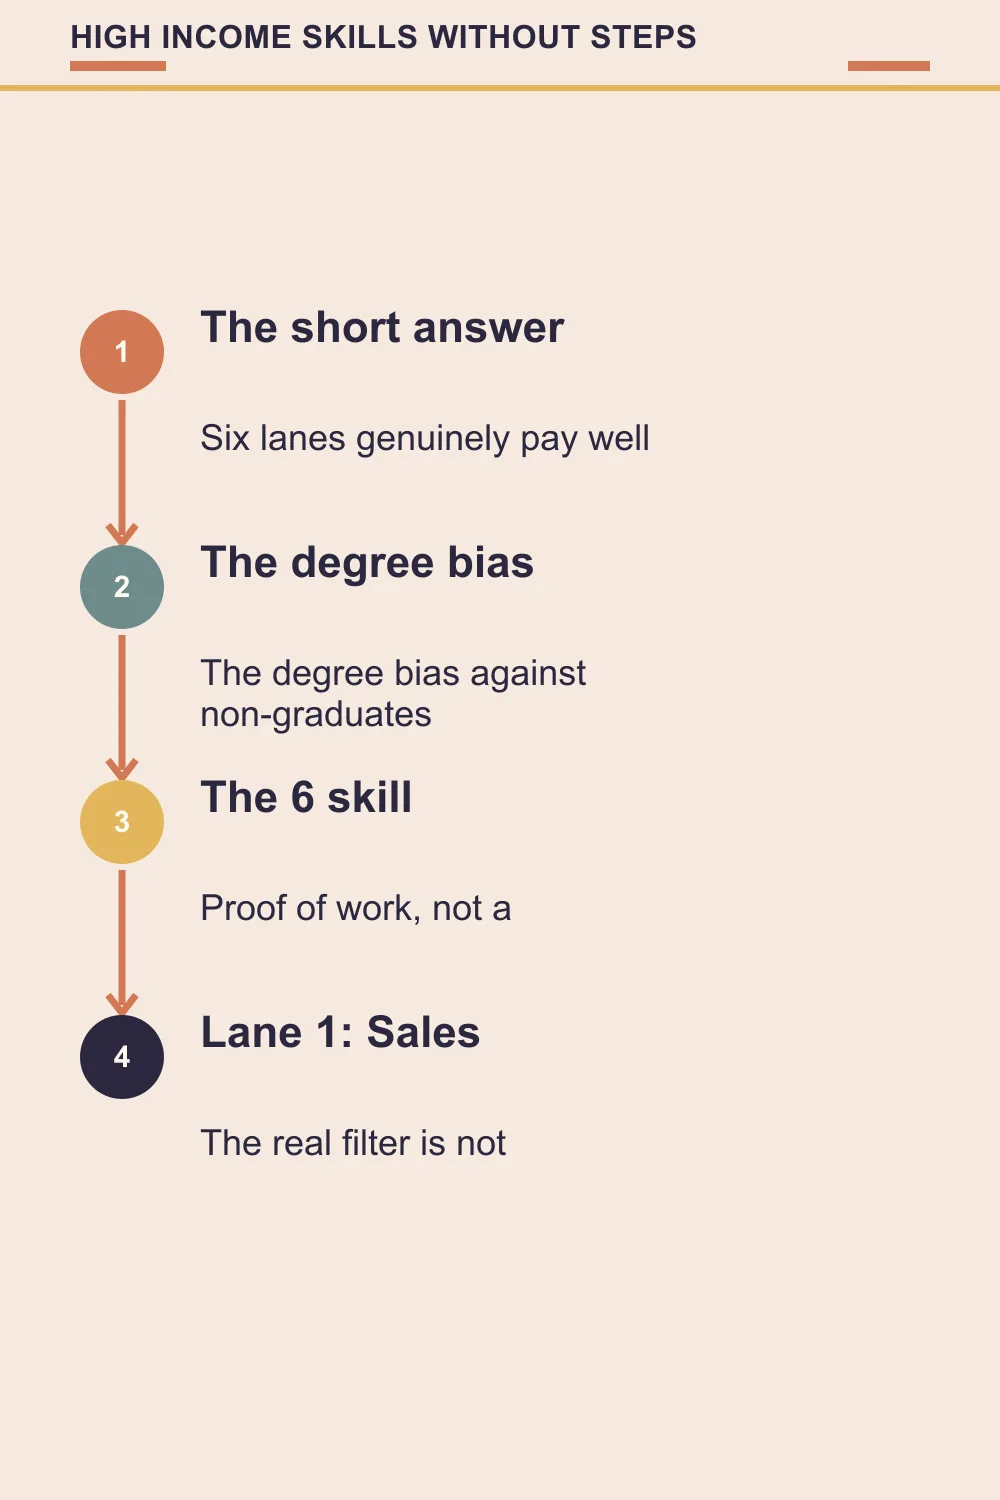 HIGH INCOME SKILLS WITHOUT STEPS
1
The short answer
Six lanes genuinely pay well
2
The degree bias
The degree bias against
non-graduates
3
The 6 skill
Proof of work, not a
4
Lane 1: Sales
The real filter is not